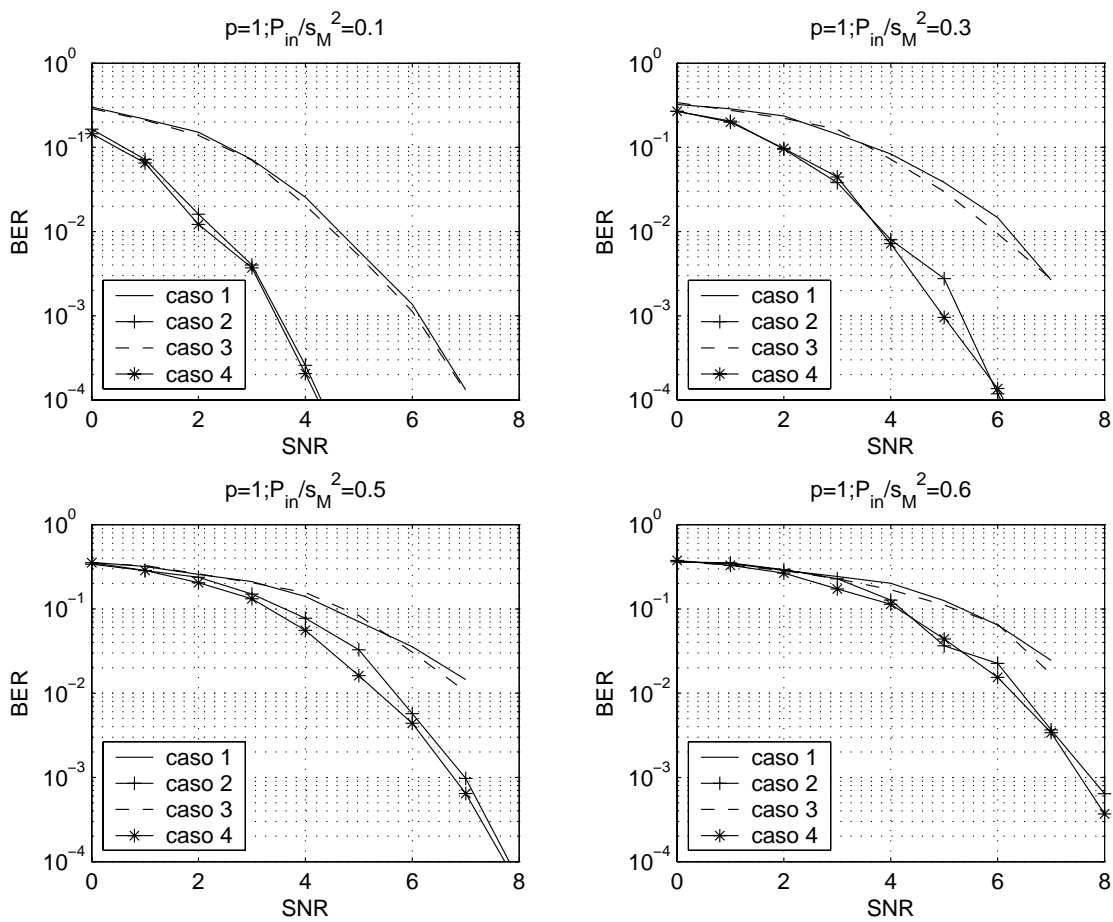 p=1;P_in/s_M^2=0.1
10^0
10^-1
10^-2
10^-3
10^-4
BER
caso 1
caso 2
caso 3
caso 4
0 2 4 6 8
SNR
p=1;P_in/s_M^2=0.3
10^0
10^-1
10^-2
10^-3
10^-4
BER
caso 1
caso 2
caso 3
caso 4
0 2 4 6 8
SNR
p=1;P_in/s_M^2=0.5
10^0
10^-1
10^-2
10^-3
10^-4
BER
caso 1
caso 2
caso 3
caso 4
0 2 4 6 8
SNR
p=1;P_in/s_M^2=0.6
10^0
10^-1
10^-2
10^-3
10^-4
BER
caso 1
caso 2
caso 3
caso 4
0 2 4 6 8
SNR